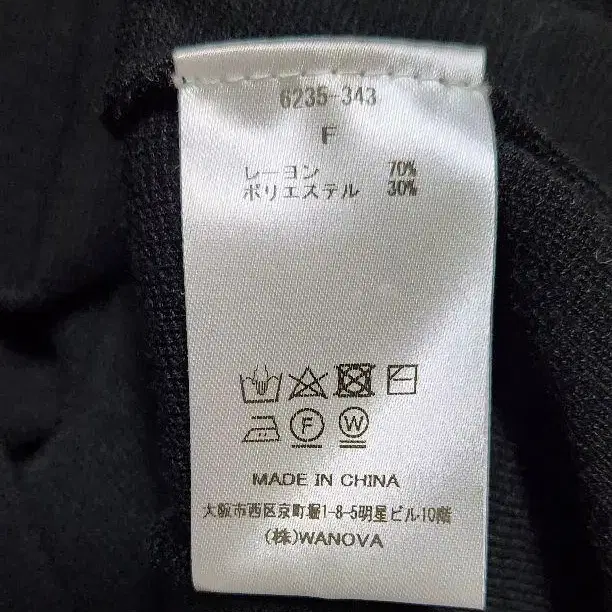 6235-343
F
レーヨン 70%
ポリエステル 30%
F W
MADE IN CHINA
大阪市西区京町堀1-8-5明星ビル10階
(株)WANOVA